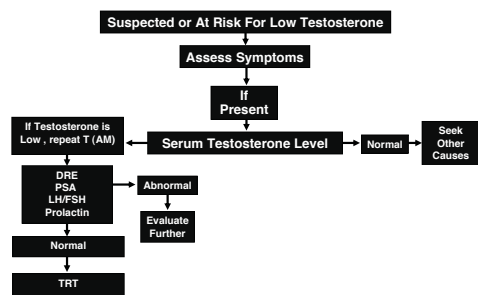 Suspected or At Risk For Low Testosterone
Assess Symptoms
If
Present
If Testosterone is
Low , repeat T (AM)
Serum Testosterone Level
Normal
Seek
Other
Causes
DRE
PSA
LH/FSH
Prolactin
Abnormal
Evaluate
Further
Normal
TRT